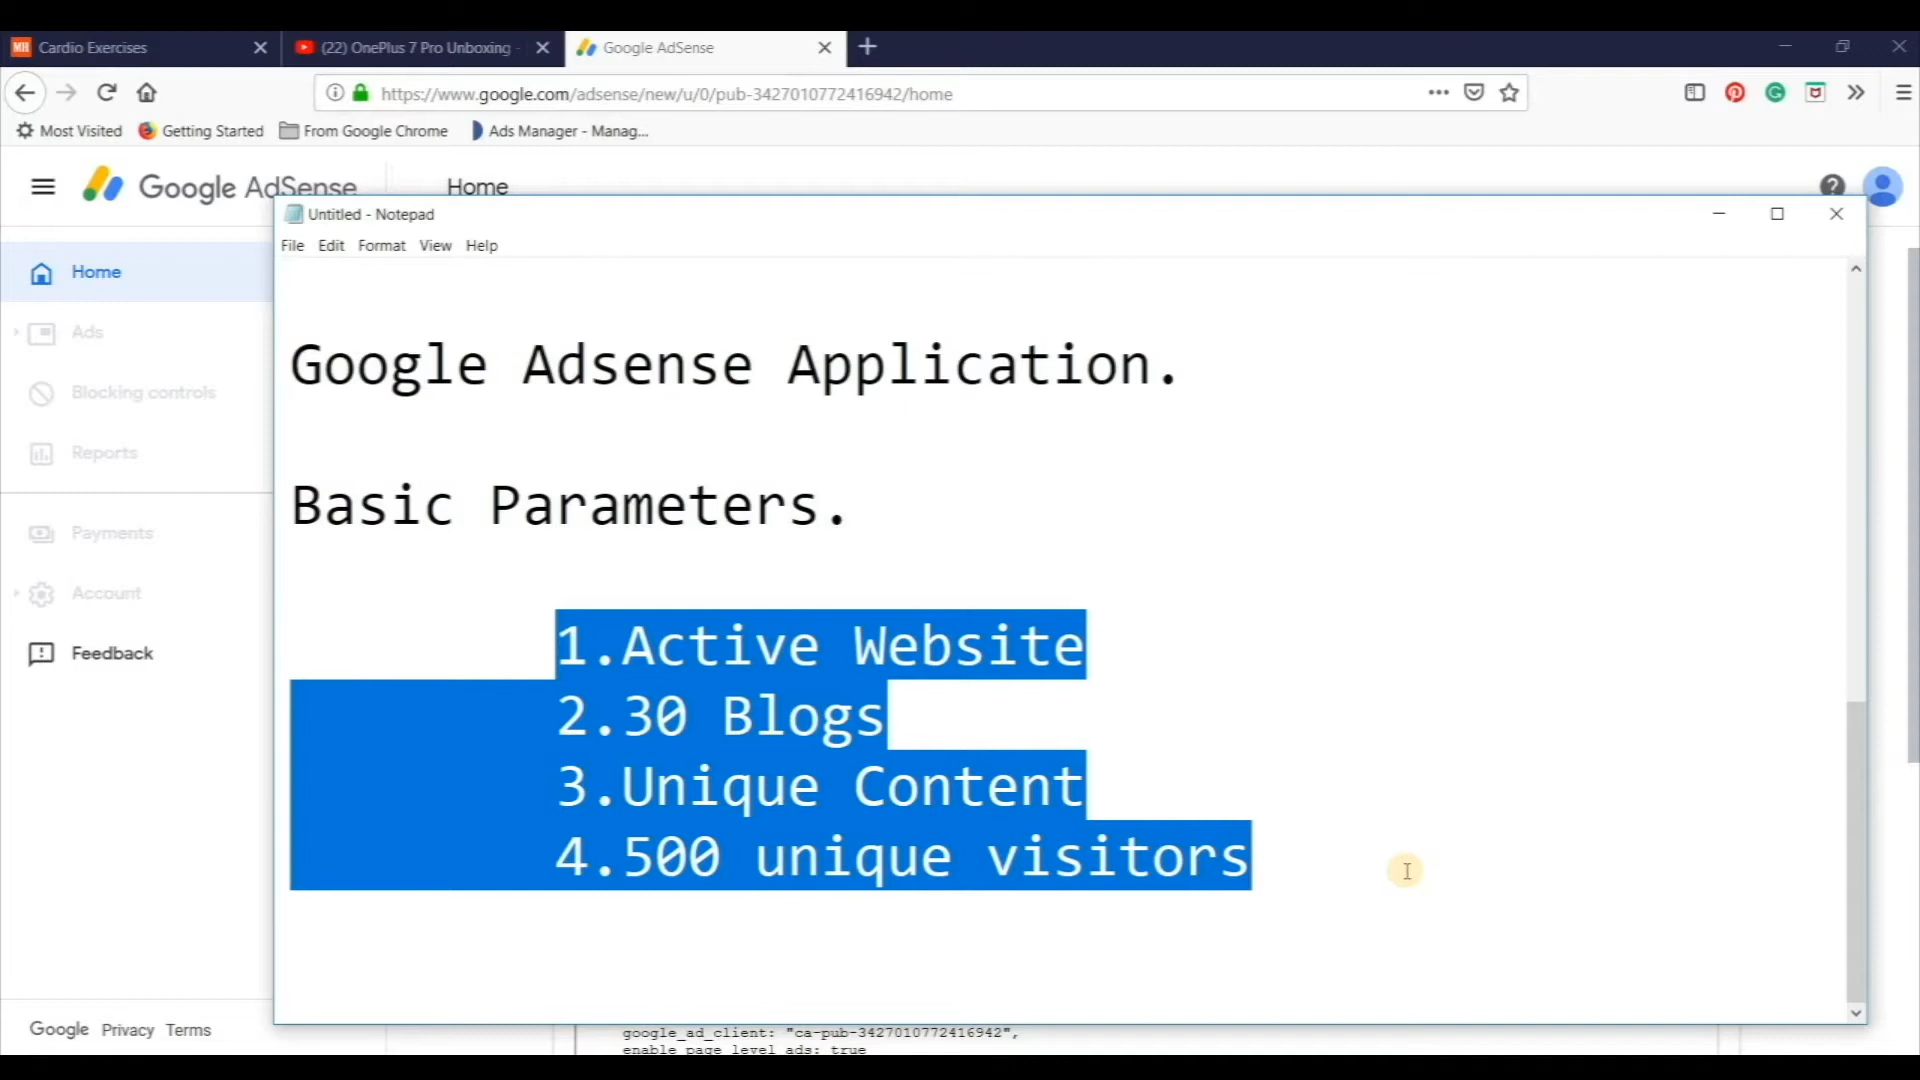 MH Cardio Exercises
(22) OnePlus 7 Pro Unboxing -
Google AdSense
https://www.google.com/adsense/new/u/0/pub-3427010772416942/home
Most Visited
Getting Started
From Google Chrome
Ads Manager - Manag...
Google AdSense
Home
Untitled - Notepad
File Edit Format View Help
Home
Ads
Blocking controls
Reports
Payments
Account
Feedback
Google Adsense Application.
Basic Parameters.
1.Active Website
2.30 Blogs
3.Unique Content
4.500 unique visitors
Google Privacy Terms
google_ad_client: "ca-pub-3427010772416942",
enable_page_level_ads: true